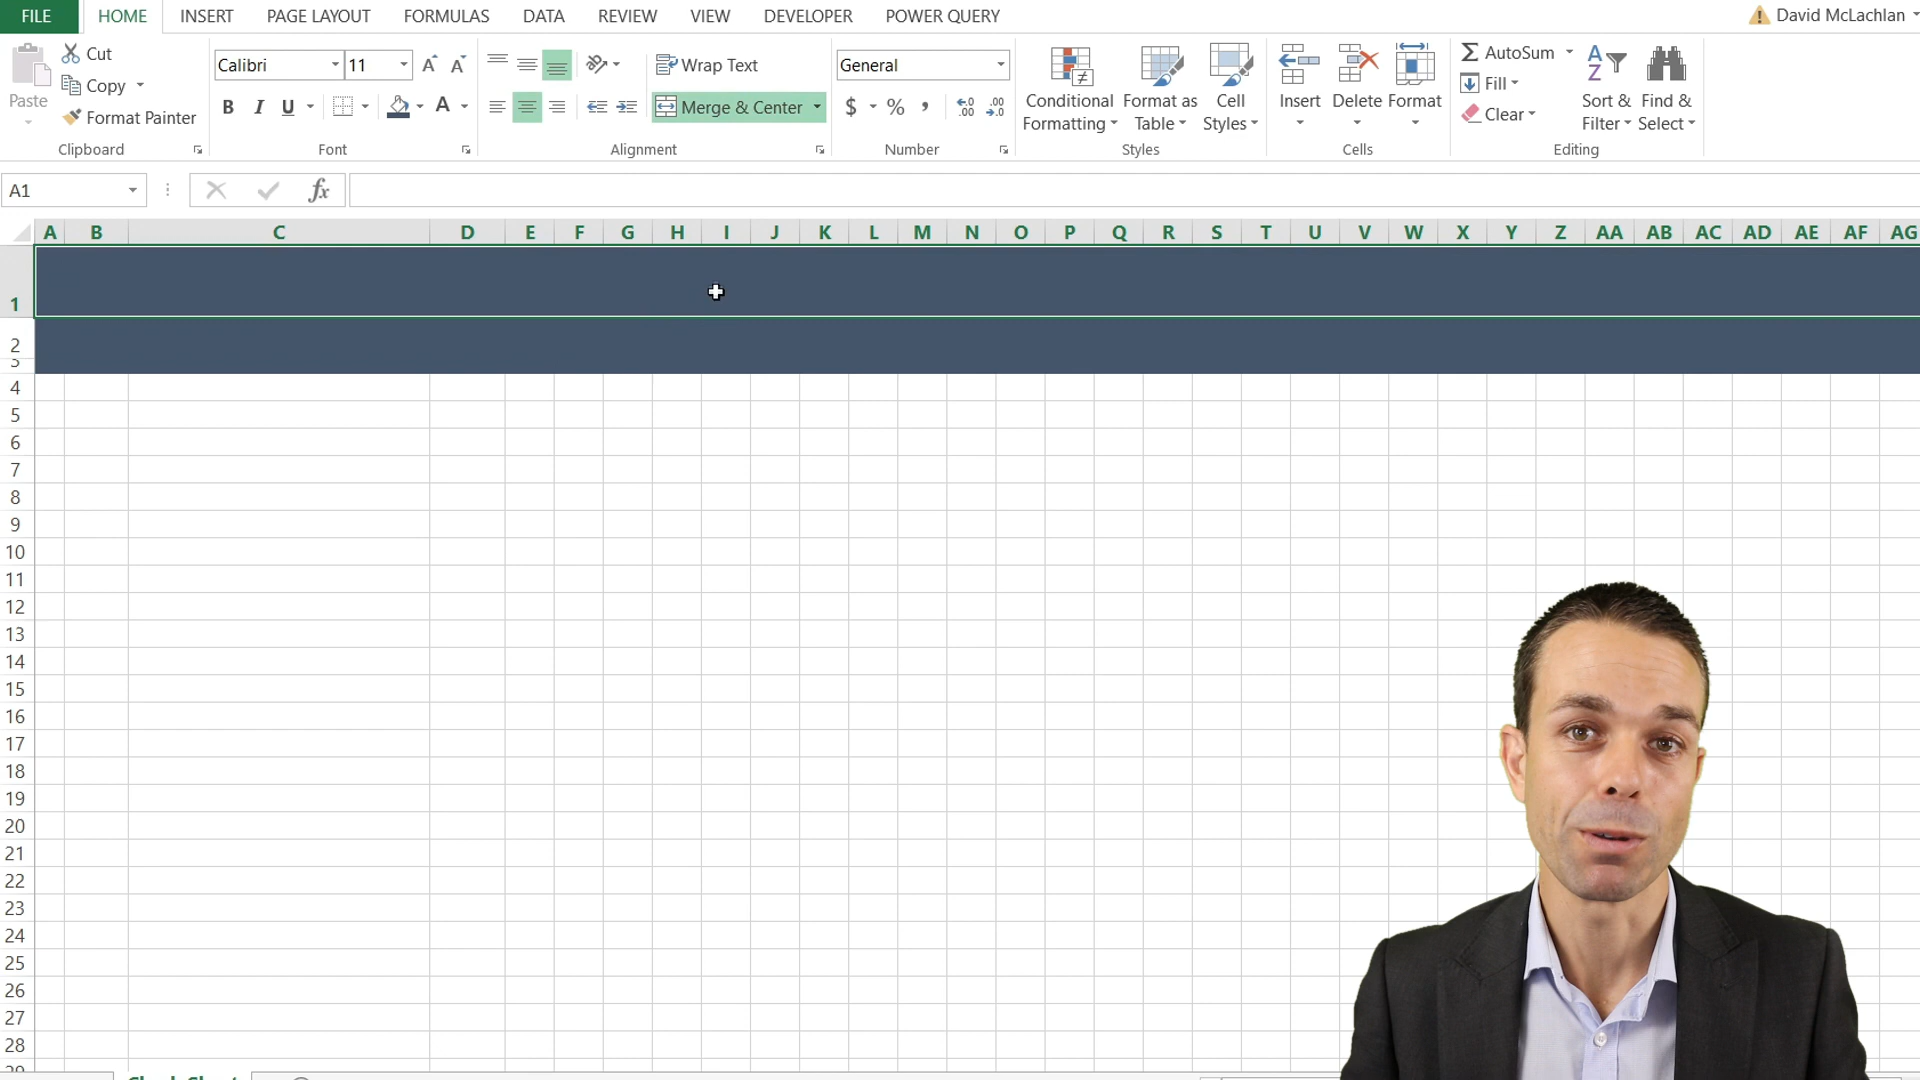 FILE HOME INSERT PAGE LAYOUT FORMULAS DATA REVIEW VIEW DEVELOPER POWER QUERY David McLachlan
Paste
Cut
Copy
Format Painter
Clipboard
Calibri 11
B I U A
Font
Wrap Text
Merge & Center
Alignment
General
$ % ,
Number
Conditional Formatting
Format as Table
Cell Styles
Styles
Insert Delete Format
Cells
AutoSum
Fill
Clear
Sort & Filter
Find & Select
Editing
A1 fx
A B C D E F G H I J K L M N O P Q R S T U V W X Y Z AA AB AC AD AE AF AG
1
2
3
4
5
6
7
8
9
10
11
12
13
14
15
16
17
18
19
20
21
22
23
24
25
26
27
28